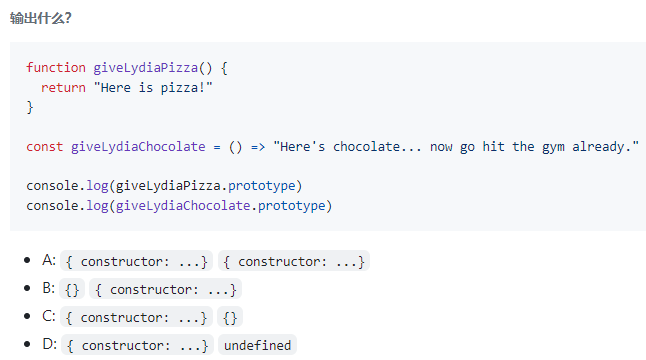 输出什么?
function giveLydiaPizza() {
  return "Here is pizza!"
}
const giveLydiaChocolate = () => "Here's chocolate... now go hit the gym already."
console.log(giveLydiaPizza.prototype)
console.log(giveLydiaChocolate.prototype)
A: { constructor: ...} { constructor: ...}
B: {} { constructor: ...}
C: { constructor: ...} {}
D: { constructor: ...} undefined